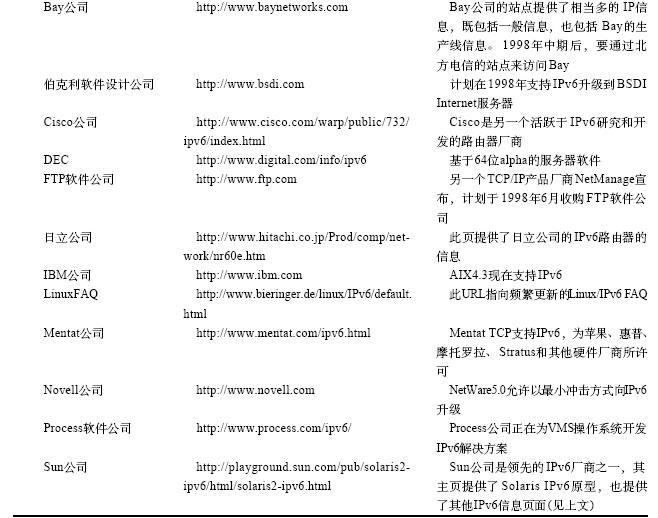 Bay公司 http://www.baynetworks.com Bay公司的站点提供了相当多的 IP信
息，既包括一般信息，也包括 Bay的生
产线信息。1998年中期后，要通过北
方电信的站点来访问Bay
伯克利软件设计公司 http://www.bsdi.com 计划在1998年支持IPv6升级到BSDI
Internet服务器
Cisco公司 http://www.cisco.com/warp/public/732/ Cisco是另一个活跃于 IPv6研究和开
ipv6/index.html 发的路由器厂商
DEC http://www.digital.com/info/ipv6 基于64位alpha的服务器软件
FTP软件公司 http://www.ftp.com 另一个TCP/IP产品厂商NetManage宣
布，计划于 1998年6月收购 FTP软件公
司
日立公司 http://www.hitachi.co.jp/Prod/comp/net- 此页提供了日立公司的IPv6路由器的
work/nr60e.htm 信息
IBM公司 http://www.ibm.com AIX4.3现在支持IPv6
LinuxFAQ http://www.bieringer.de/linux/IPv6/default. 此URL指向频繁更新的Linux/IPv6 FAQ
html
Mentat公司 http://www.mentat.com/ipv6.html Mentat TCP支持IPv6，为苹果、惠普、
摩托罗拉、Stratus和其他硬件厂商所许
可
Novell公司 http://www.novell.com NetWare5.0允许以最小冲击方式向IPv6
升级
Process软件公司 http://www.process.com/ipv6/ Process公司正在为VMS操作系统开发
IPv6解决方案
Sun公司 http://playground.sun.com/pub/solaris2- Sun公司是领先的IPv6厂商之一，其
ipv6/html/solaris2-ipv6.html 主页提供了 Solaris IPv6原型，也提供
了其他IPv6信息页面(见上文)